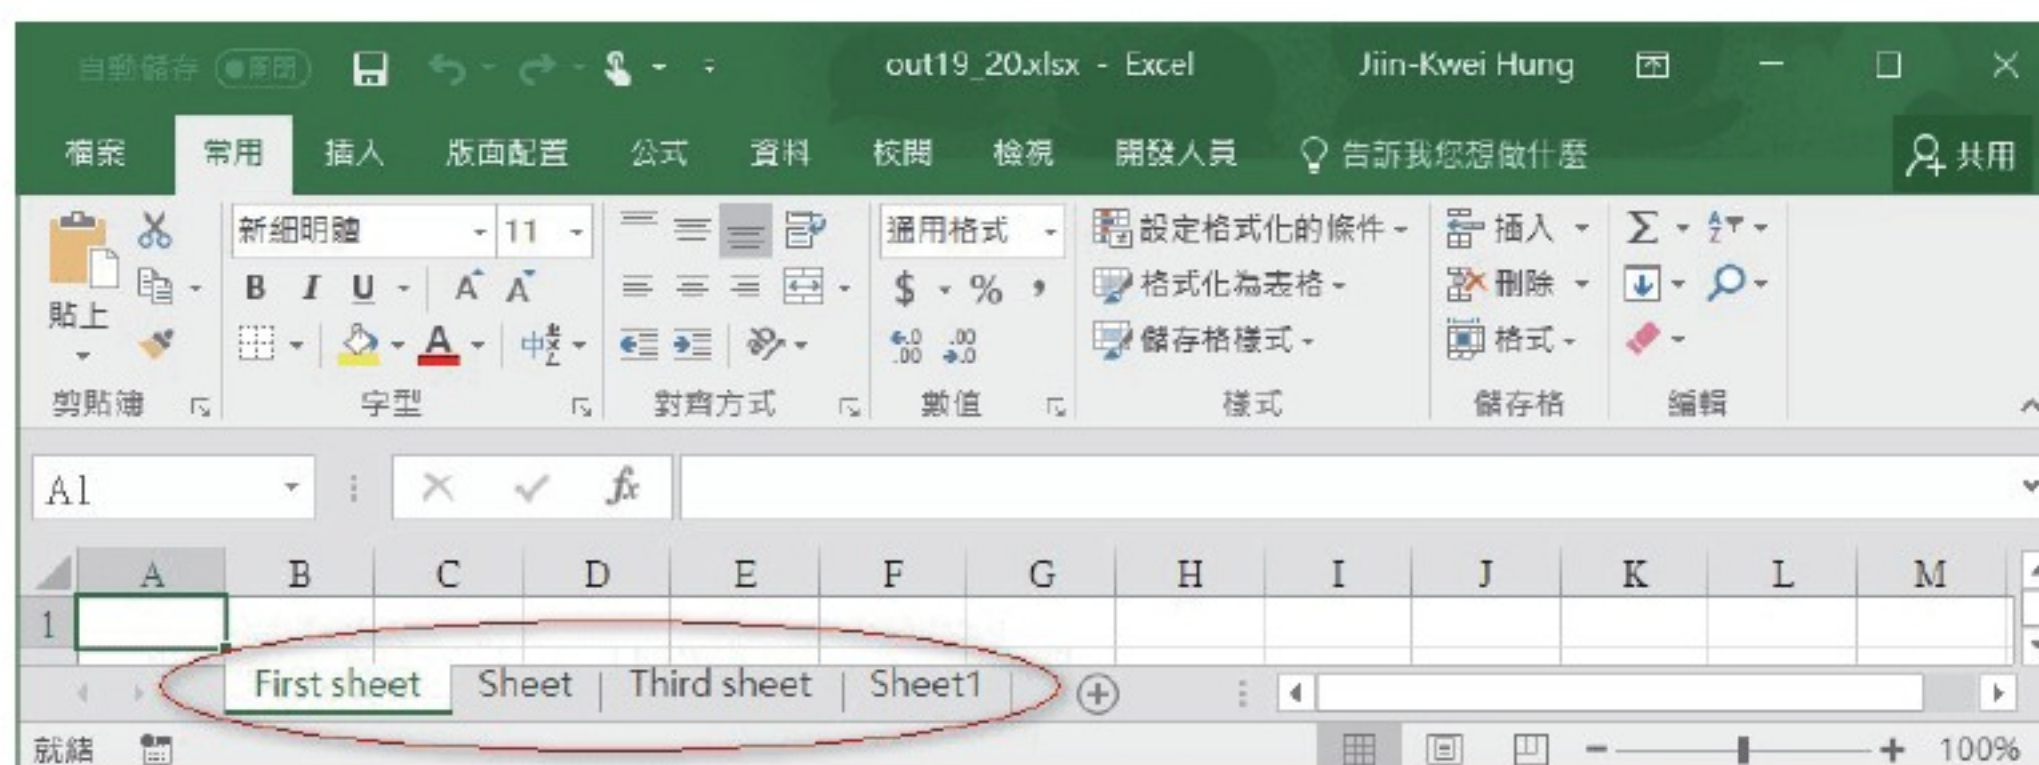 自動儲存 關閉 out19_20.xlsx - Excel Jiin-Kwei Hung
檔案 常用 插入 版面配置 公式 資料 校閱 檢視 開發人員 告訴我您想做什麼 共用
新細明體 11 通用格式 設定格式化的條件 插入 Σ
貼上 B I U A A $ % , 格式化為表格 刪除
A 中 .0 .00 .00 .0 儲存格樣式 格式
剪貼簿 字型 對齊方式 數值 樣式 儲存格 編輯
A1 fx
A B C D E F G H I J K L M
1
First sheet Sheet Third sheet Sheet1
就緒 100%